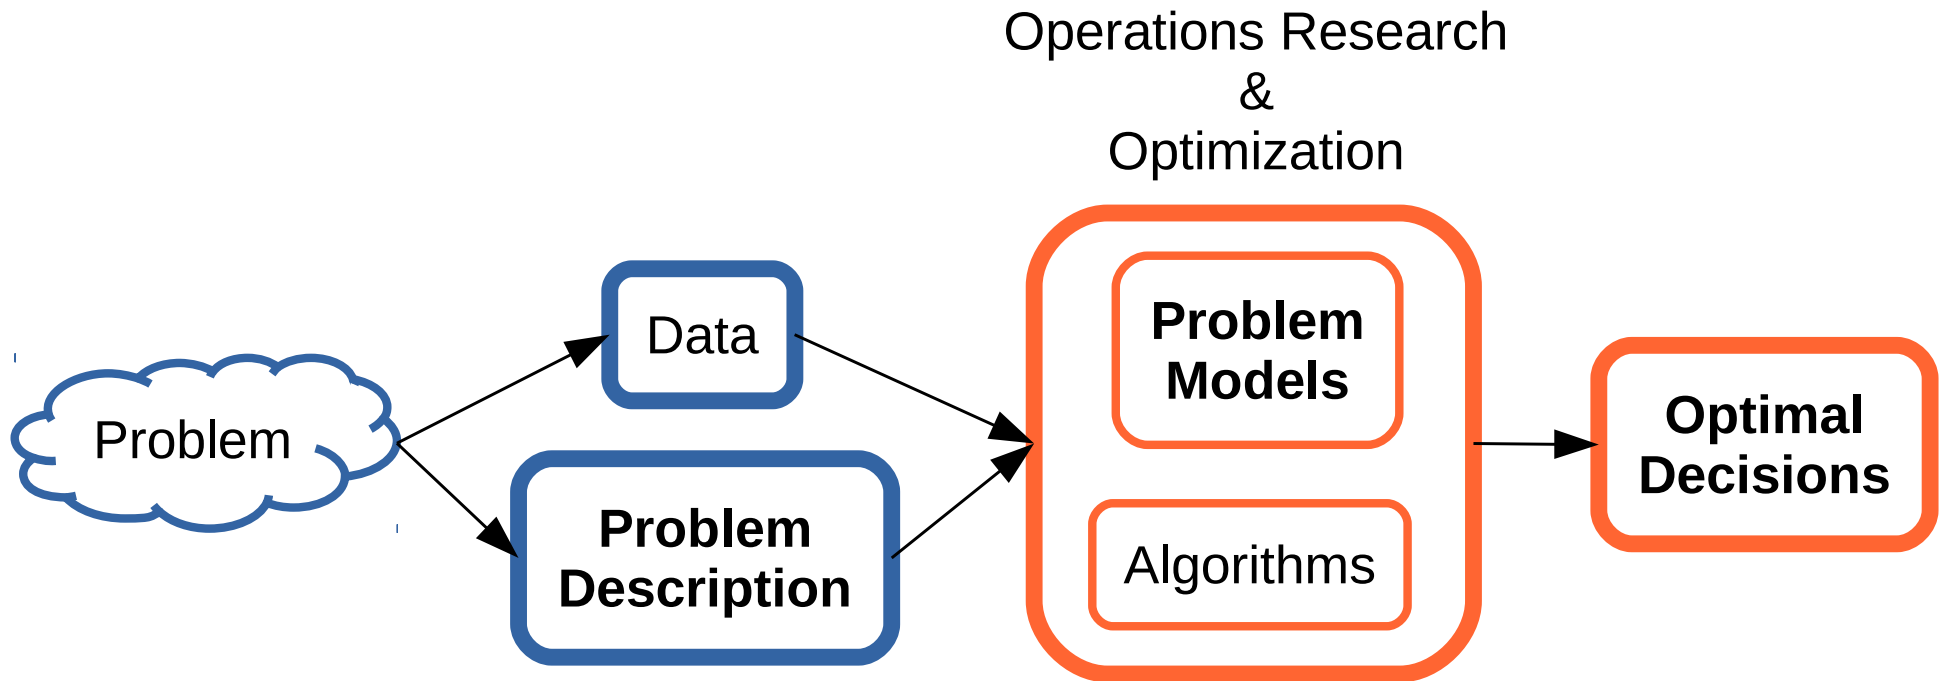 Operations Research
&
Optimization
Problem
Data
Problem
Description
Problem
Models
Algorithms
Optimal
Decisions